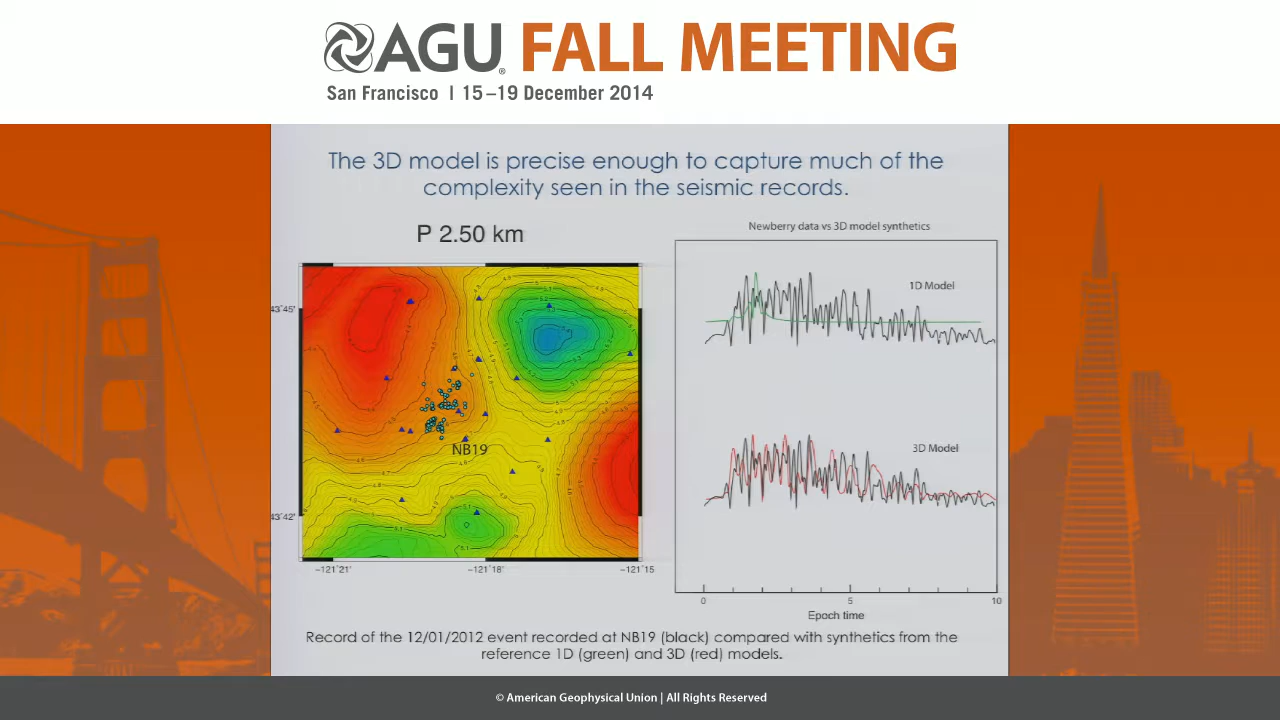 AGU FALL MEETING
San Francisco | 15–19 December 2014
The 3D model is precise enough to capture much of the
complexity seen in the seismic records.
P 2.50 km
43˚45'
43˚42'
NB19
−121˚21'
−121˚18'
−121˚15
Newberry data vs 3D model synthetics
1D Model
3D Model
0
5
10
Epoch time
Record of the 12/01/2012 event recorded at NB19 (black) compared with synthetics from the
reference 1D (green) and 3D (red) models.
© American Geophysical Union | All Rights Reserved